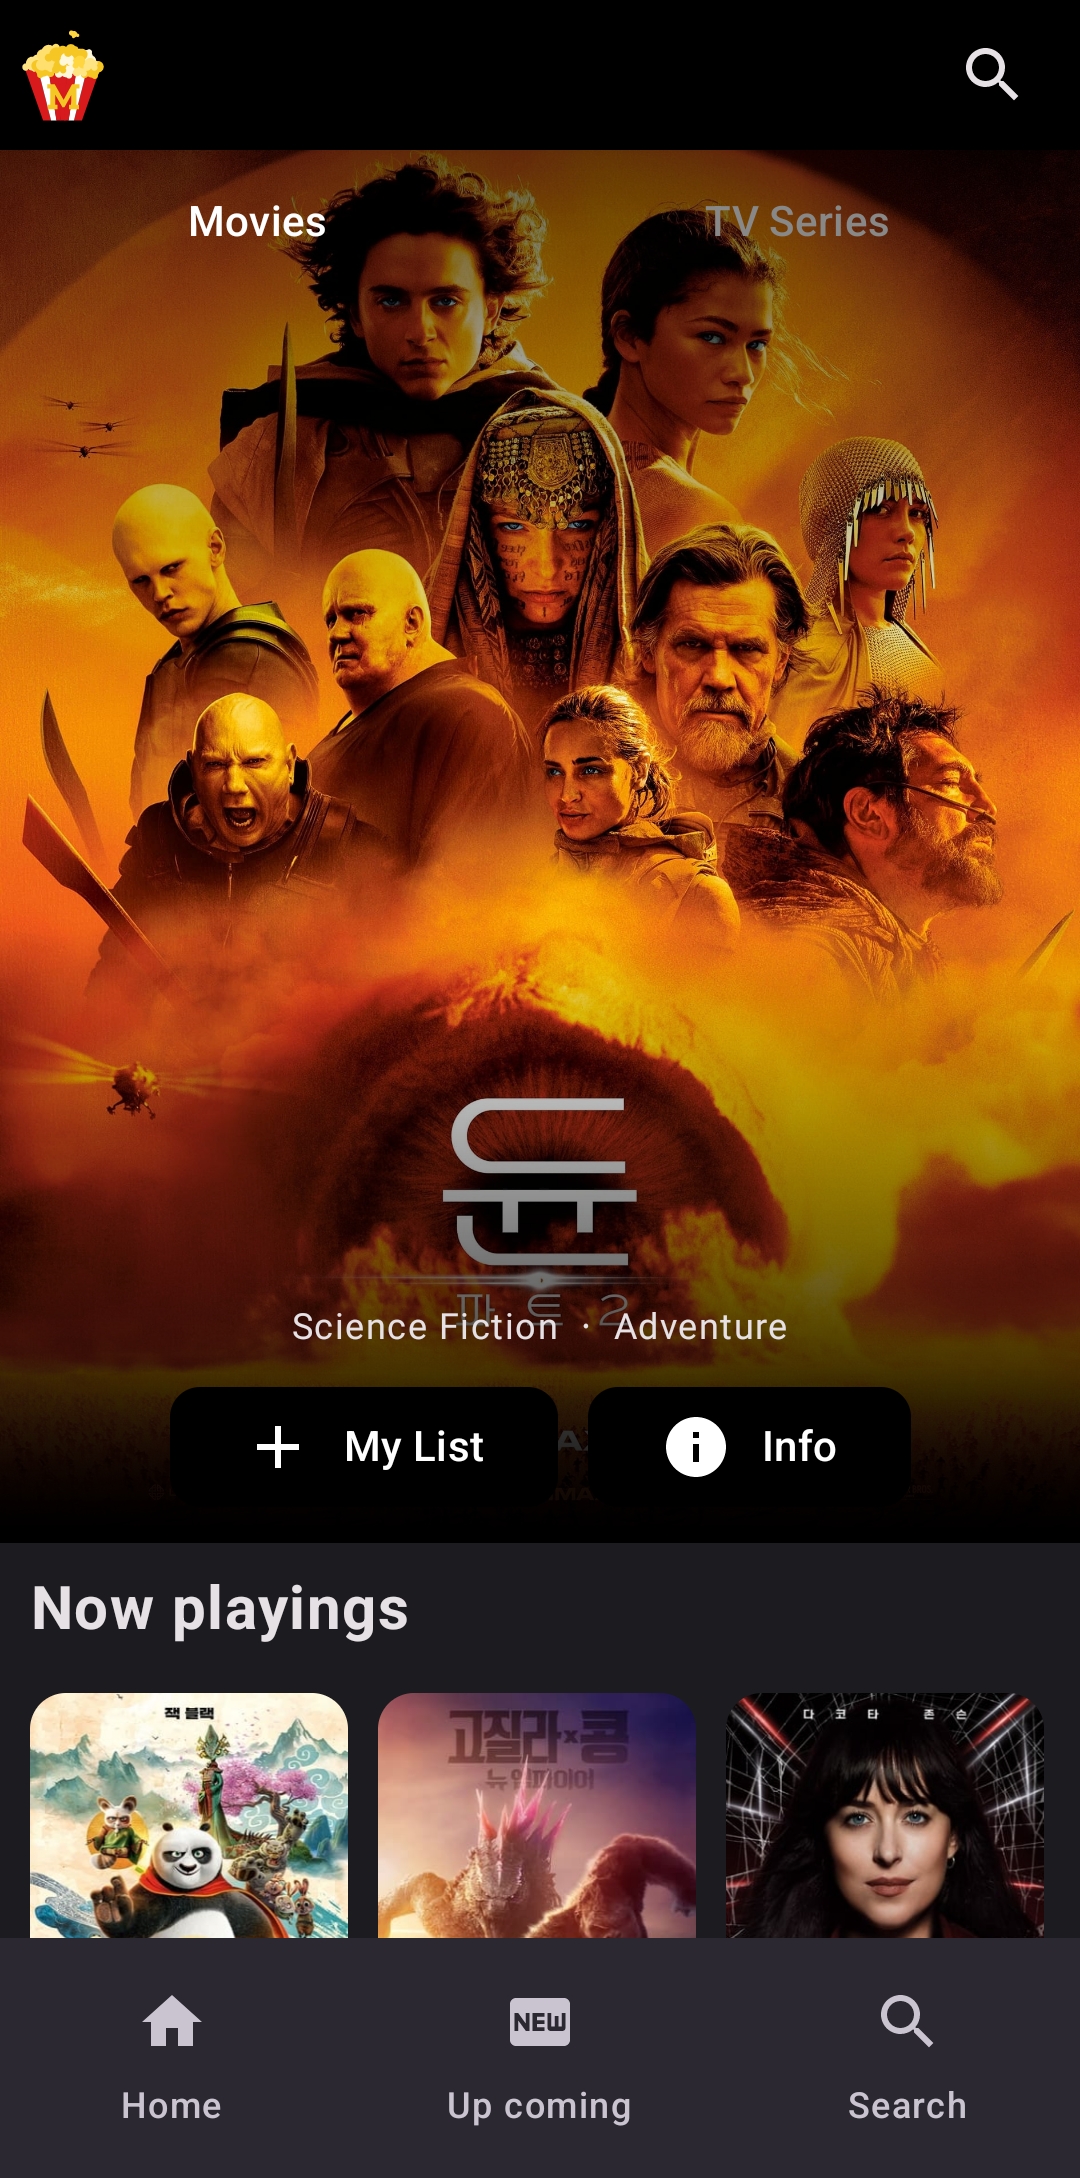 M
Movies
TV Series
듄
파트 2
Science Fiction · Adventure
My List
Info
Now playings
잭 블랙
고질라×콩
뉴 엠파이어
다코타 존슨
NEW
Home
Up coming
Search